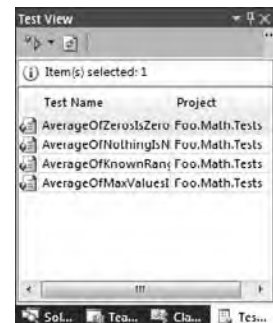 Test View
Item(s) selected: 1
Test Name Project
AverageOfZerosIsZero Foo.Math.Tests
AverageOfNothingIsN Foo.Math.Tests
AverageOfKnownRang Foo.Math.Tests
AverageOfMaxValuesI Foo.Math.Tests
Sol... Tea... Cla... Tes...